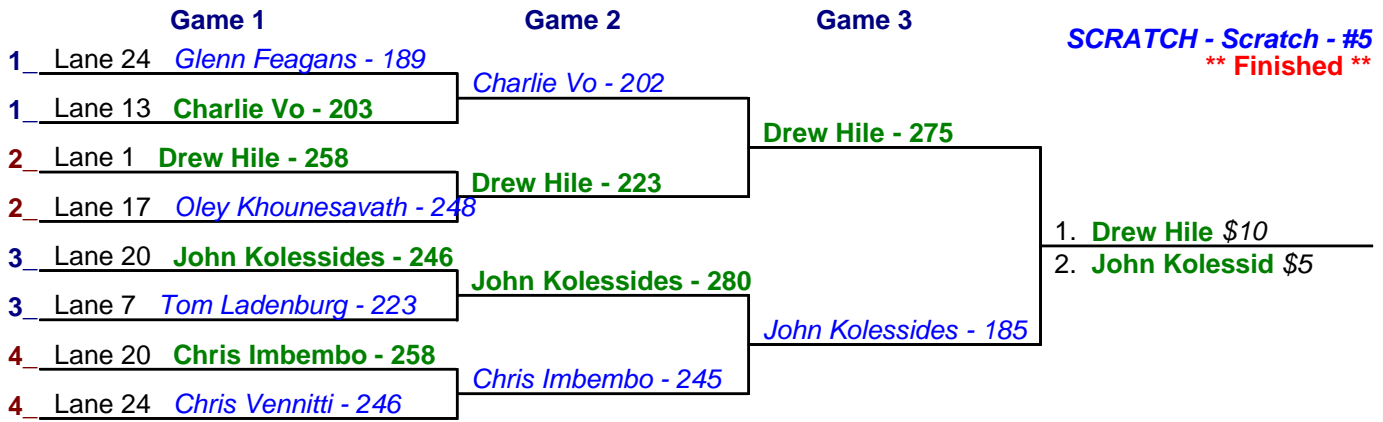 Game 1 Game 2 Game 3
SCRATCH - Scratch - #5
** Finished **
1_ Lane 24 Glenn Feagans - 189
Charlie Vo - 202
1_ Lane 13 Charlie Vo - 203
Drew Hile - 275
2_ Lane 1 Drew Hile - 258
Drew Hile - 223
2_ Lane 17 Oley Khounesavath - 248
1. Drew Hile $10
3_ Lane 20 John Kolessides - 246
2. John Kolessid $5
John Kolessides - 280
3_ Lane 7 Tom Ladenburg - 223
John Kolessides - 185
4_ Lane 20 Chris Imbembo - 258
Chris Imbembo - 245
4_ Lane 24 Chris Vennitti - 246